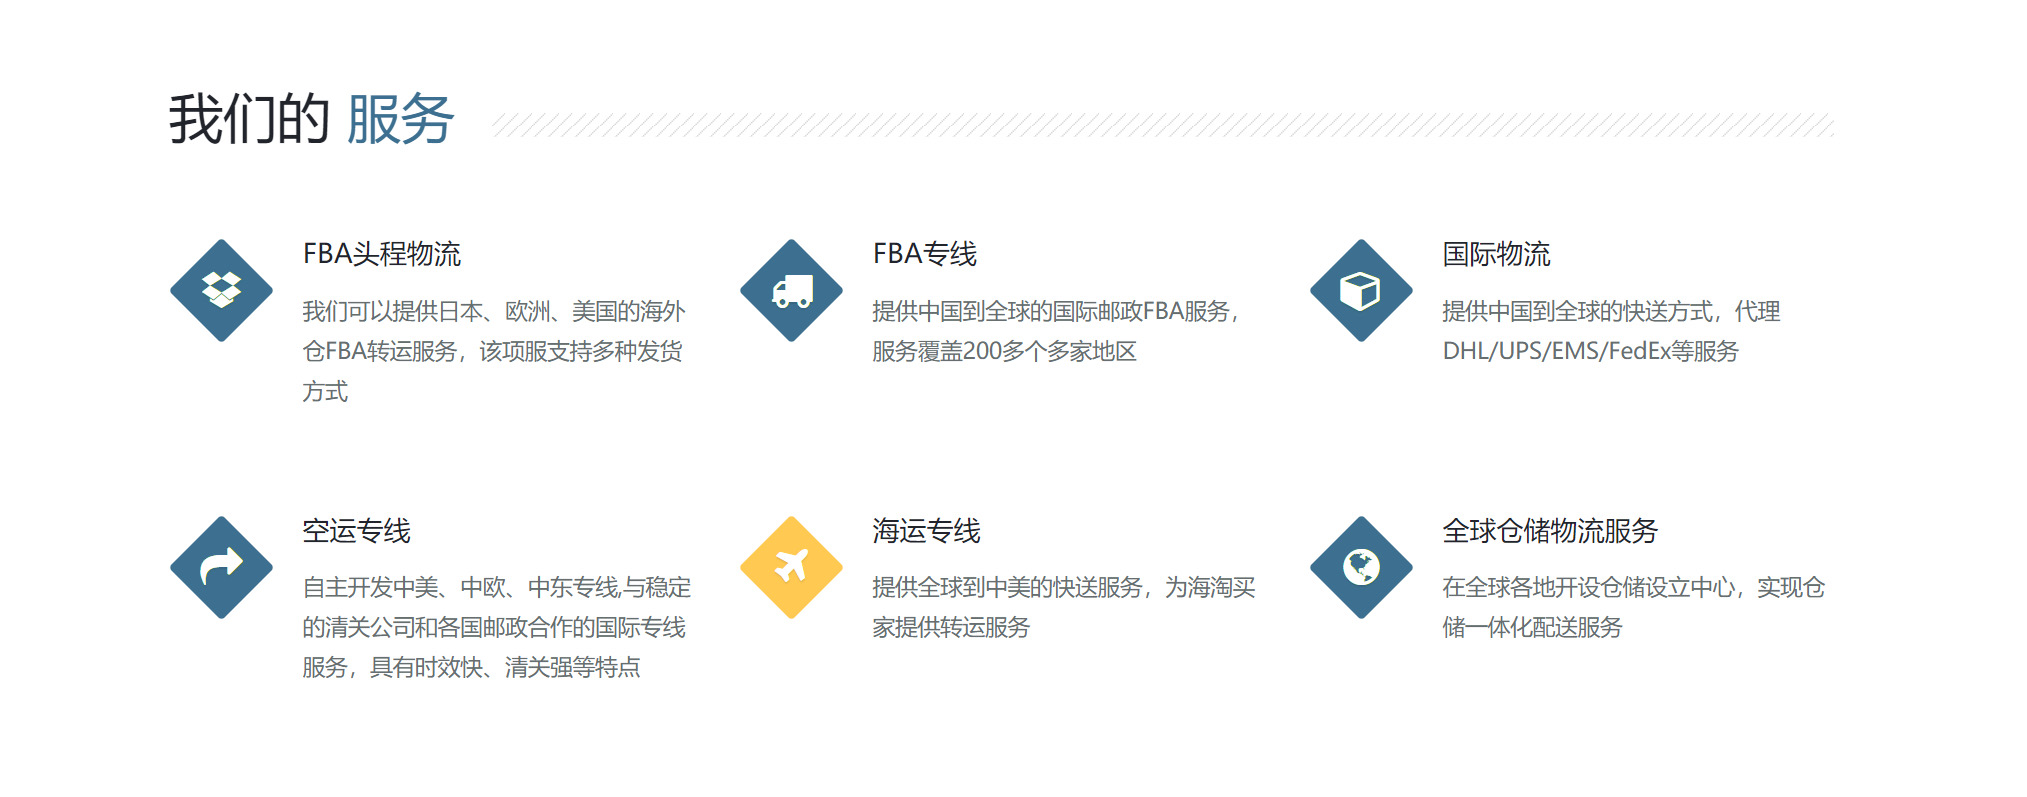 我们的 服务
FBA头程物流
我们可以提供日本、欧洲、美国的海外
仓FBA转运服务，该项服支持多种发货
方式
FBA专线
提供中国到全球的国际邮政FBA服务，
服务覆盖200多个多家地区
国际物流
提供中国到全球的快送方式，代理
DHL/UPS/EMS/FedEx等服务
空运专线
自主开发中美、中欧、中东专线,与稳定
的清关公司和各国邮政合作的国际专线
服务，具有时效快、清关强等特点
海运专线
提供全球到中美的快送服务，为海淘买
家提供转运服务
全球仓储物流服务
在全球各地开设仓储设立中心，实现仓
储一体化配送服务